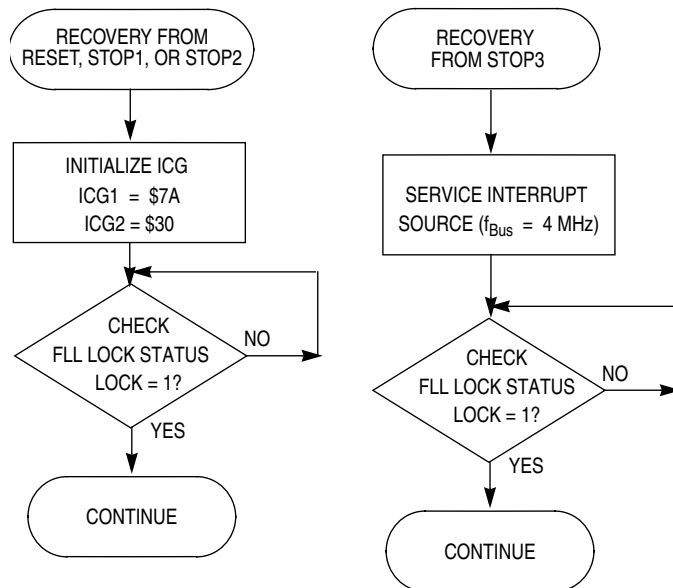 RECOVERY FROM
RESET, STOP1, OR STOP2
INITIALIZE ICG
ICG1 = $7A
ICG2 = $30
CHECK
FLL LOCK STATUS
LOCK = 1?
NO
YES
CONTINUE
RECOVERY
FROM STOP3
SERVICE INTERRUPT
SOURCE (fBus = 4 MHz)
CHECK
FLL LOCK STATUS
LOCK = 1?
NO
YES
CONTINUE